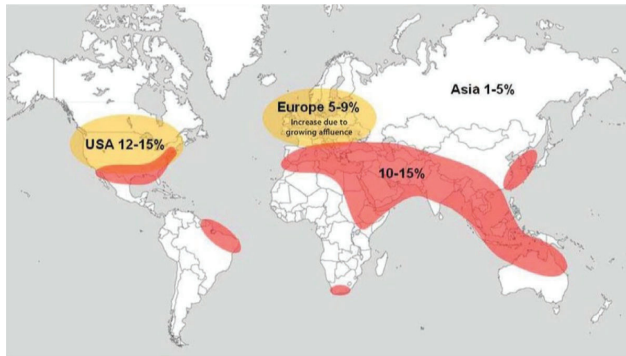 Asia 1-5%
Europe 5-9%
Increase due to
growing affluence
USA 12-15%
10-15%